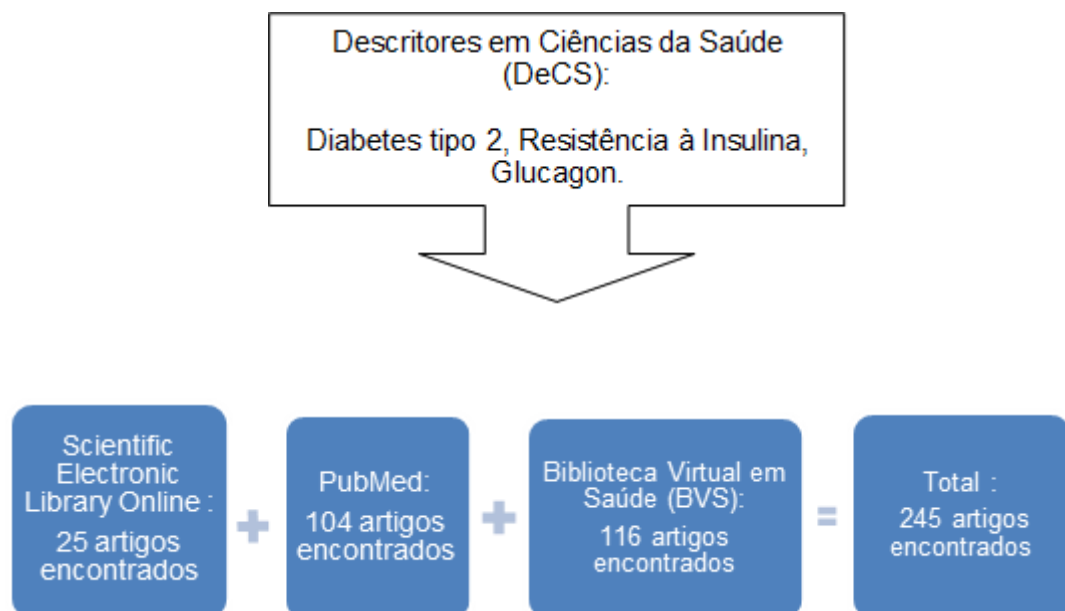 Descritores em Ciências da Saúde
(DeCS):
Diabetes tipo 2, Resistência à Insulina,
Glucagon.
Scientific
Electronic
Library Online :
25 artigos
encontrados
+
PubMed:
104 artigos
encontrados
+
Biblioteca Virtual em
Saúde (BVS):
116 artigos
encontrados
=
Total :
245 artigos
encontrados